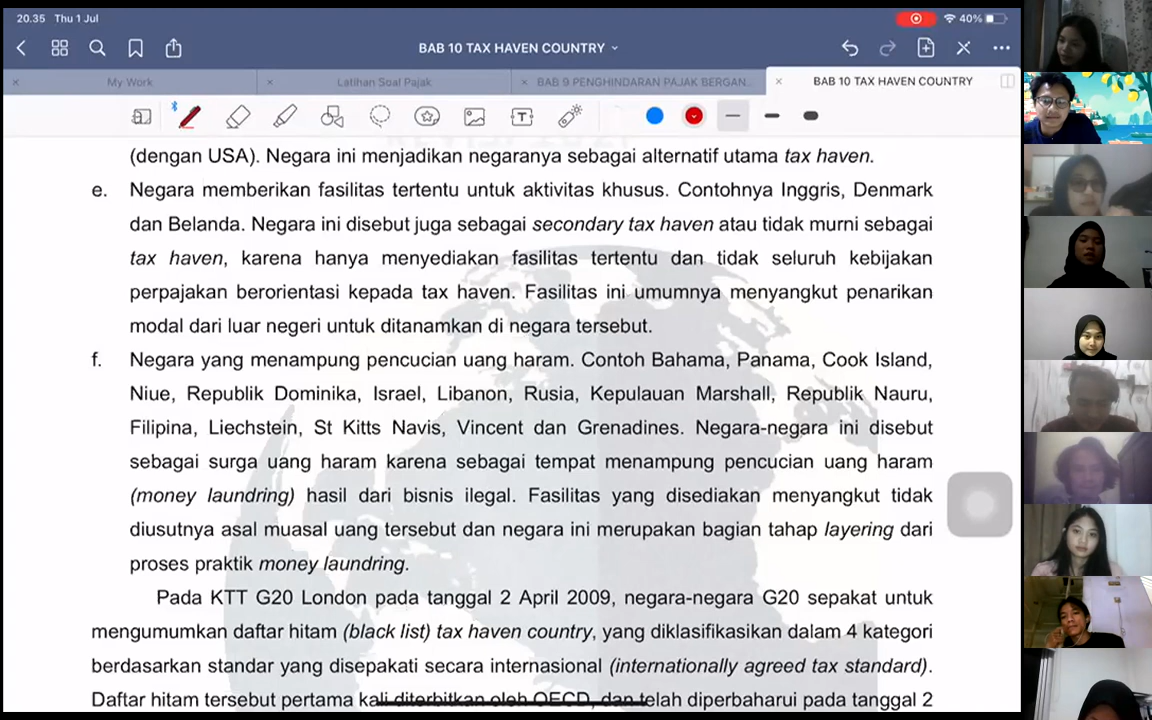 20.35 Thu 1 Jul
40%
BAB 10 TAX HAVEN COUNTRY
My Work
Latihan Soal Pajak
BAB 9 PENGHINDARAN PAJAK BERGAN...
BAB 10 TAX HAVEN COUNTRY
(dengan USA). Negara ini menjadikan negaranya sebagai alternatif utama tax haven.
e. Negara memberikan fasilitas tertentu untuk aktivitas khusus. Contohnya Inggris, Denmark
dan Belanda. Negara ini disebut juga sebagai secondary tax haven atau tidak murni sebagai
tax haven, karena hanya menyediakan fasilitas tertentu dan tidak seluruh kebijakan
perpajakan berorientasi kepada tax haven. Fasilitas ini umumnya menyangkut penarikan
modal dari luar negeri untuk ditanamkan di negara tersebut.
f. Negara yang menampung pencucian uang haram. Contoh Bahama, Panama, Cook Island,
Niue, Republik Dominika, Israel, Libanon, Rusia, Kepulauan Marshall, Republik Nauru,
Filipina, Liechstein, St Kitts Navis, Vincent dan Grenadines. Negara-negara ini disebut
sebagai surga uang haram karena sebagai tempat menampung pencucian uang haram
(money laundring) hasil dari bisnis ilegal. Fasilitas yang disediakan menyangkut tidak
diusutnya asal muasal uang tersebut dan negara ini merupakan bagian tahap layering dari
proses praktik money laundring.
Pada KTT G20 London pada tanggal 2 April 2009, negara-negara G20 sepakat untuk
mengumumkan daftar hitam (black list) tax haven country, yang diklasifikasikan dalam 4 kategori
berdasarkan standar yang disepakati secara internasional (internationally agreed tax standard).
Daftar hitam tersebut pertama kali diterbitkan oleh OECD, dan telah diperbaharui pada tanggal 2